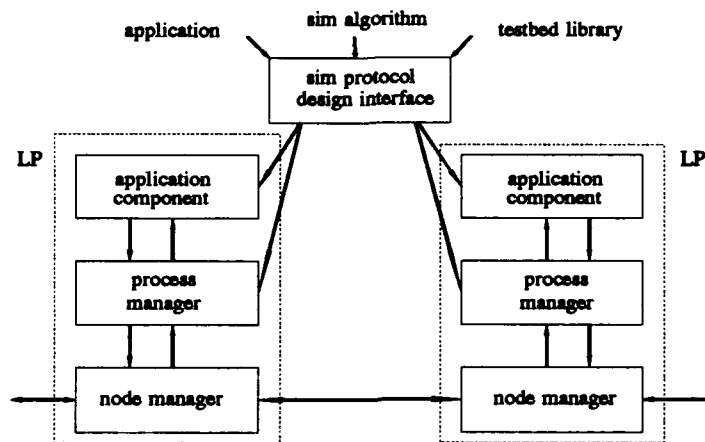 application
sim algorithm
testbed library
sim protocol
design interface
LP
LP
application
component
application
component
process
manager
process
manager
node manager
node manager